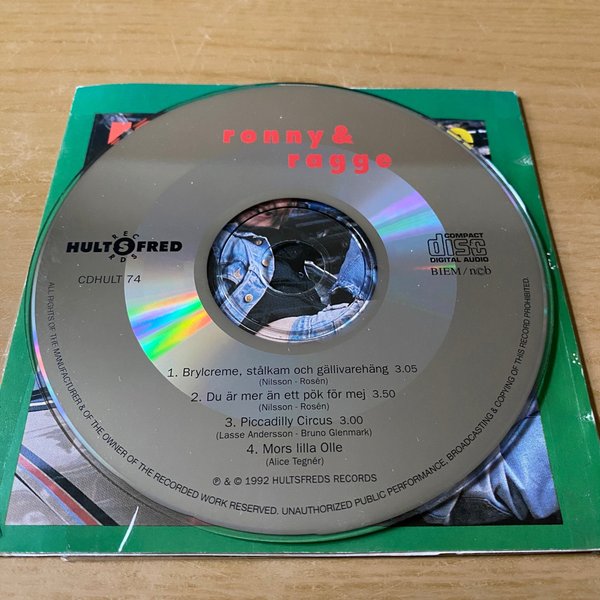 ronny &
ragge
HULT S FRED
RECORDS
CDHULT 74
COMPACT
disc
DIGITAL AUDIO
BIEM/n©b
1. Brylcreme, stålkam och gällivarehäng 3.05
(Nilsson - Rosén)
2. Du är mer än ett pök för mej 3.50
(Nilsson - Rosén)
3. Piccadilly Circus 3.00
(Lasse Andersson - Bruno Glenmark)
4. Mors lilla Olle
(Alice Tegnér)
℗ & © 1992 HULTSFREDS RECORDS
ALL RIGHTS OF THE MANUFACTURER & OF THE OWNER OF THE RECORDED WORK RESERVED. UNAUTHORIZED PUBLIC PERFORMANCE, BROADCASTING & COPYING OF THIS RECORD PROHIBITED.